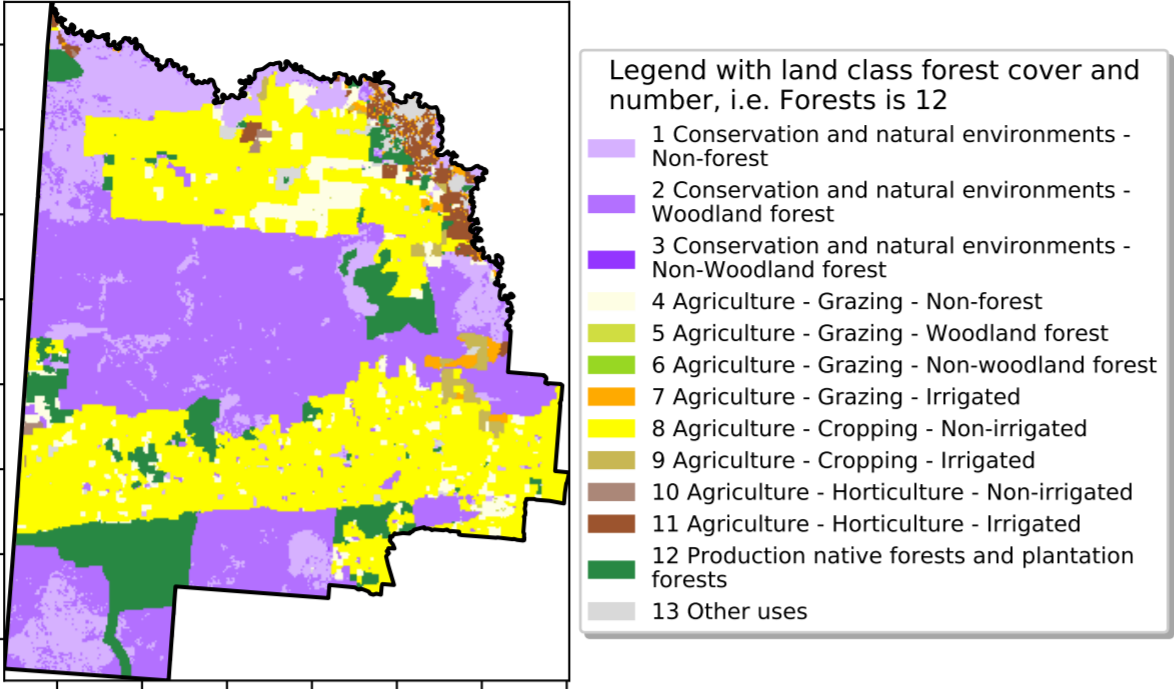 Legend with land class forest cover and
number, i.e. Forests is 12
1 Conservation and natural environments -
Non-forest
2 Conservation and natural environments -
Woodland forest
3 Conservation and natural environments -
Non-Woodland forest
4 Agriculture - Grazing - Non-forest
5 Agriculture - Grazing - Woodland forest
6 Agriculture - Grazing - Non-woodland forest
7 Agriculture - Grazing - Irrigated
8 Agriculture - Cropping - Non-irrigated
9 Agriculture - Cropping - Irrigated
10 Agriculture - Horticulture - Non-irrigated
11 Agriculture - Horticulture - Irrigated
12 Production native forests and plantation
forests
13 Other uses